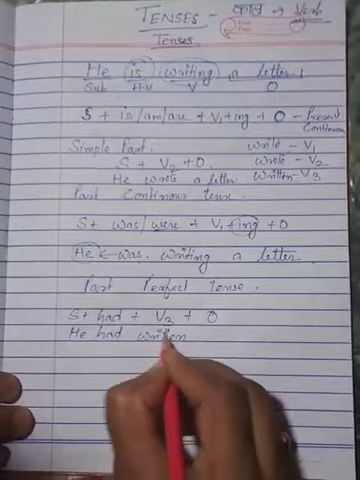 TENSES - काल → Verb
Tenses
He is writing a letter.
Sub H.V V O
S + is/am/are + V1 + ing + O - Present Continuous
Simple Past. write - V1
S + V2 + O. wrote - V2
He wrote a letter written - V3
Past Continuous Tense.
S + was/were + V1 + ing + O
He ← was writing a letter.
Past Perfect Tense.
S + had + V3 + O
He had written